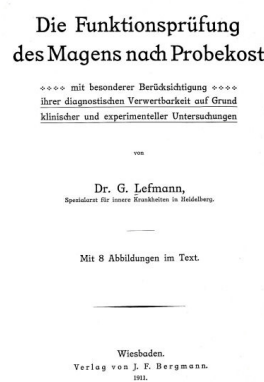 Die Funktionsprüfung
des Magens nach Probekost
mit besonderer Berücksichtigung
ihrer diagnostischen Verwertbarkeit auf Grund
klinischer und experimenteller Untersuchungen
von
Dr. G. Lefmann,
Spezialarzt für innere Krankheiten in Heidelberg.
Mit 8 Abbildungen im Text.
Wiesbaden.
Verlag von J. F. Bergmann.
1911.